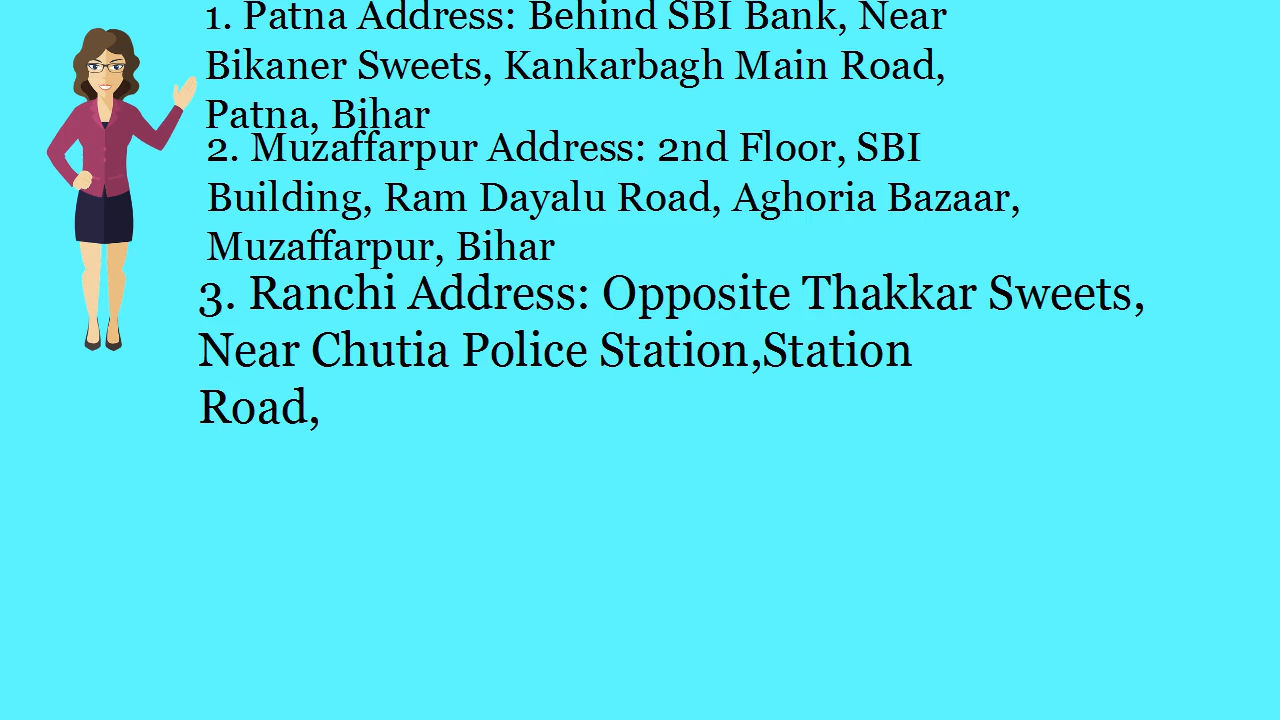 1. Patna Address: Behind SBI Bank, Near
Bikaner Sweets, Kankarbagh Main Road,
Patna, Bihar
2. Muzaffarpur Address: 2nd Floor, SBI
Building, Ram Dayalu Road, Aghoria Bazaar,
Muzaffarpur, Bihar
3. Ranchi Address: Opposite Thakkar Sweets,
Near Chutia Police Station,Station
Road,